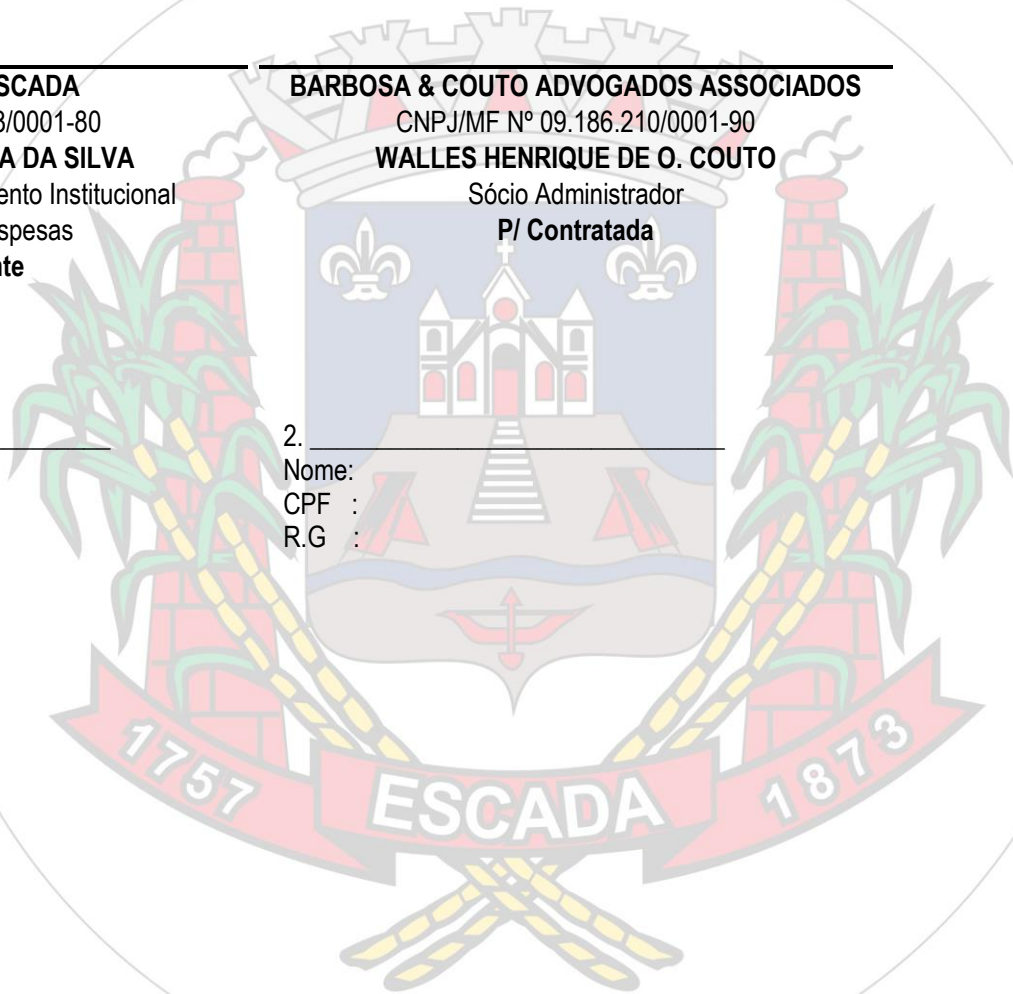 SCADA
3/0001-80
A DA SILVA
ento Institucional
spesas
nte
BARBOSA & COUTO ADVOGADOS ASSOCIADOS
CNPJ/MF Nº 09.186.210/0001-90
WALLES HENRIQUE DE O. COUTO
Sócio Administrador
P/ Contratada
2. ________________________________
Nome:
CPF :
R.G :
1757
ESCADA
1873